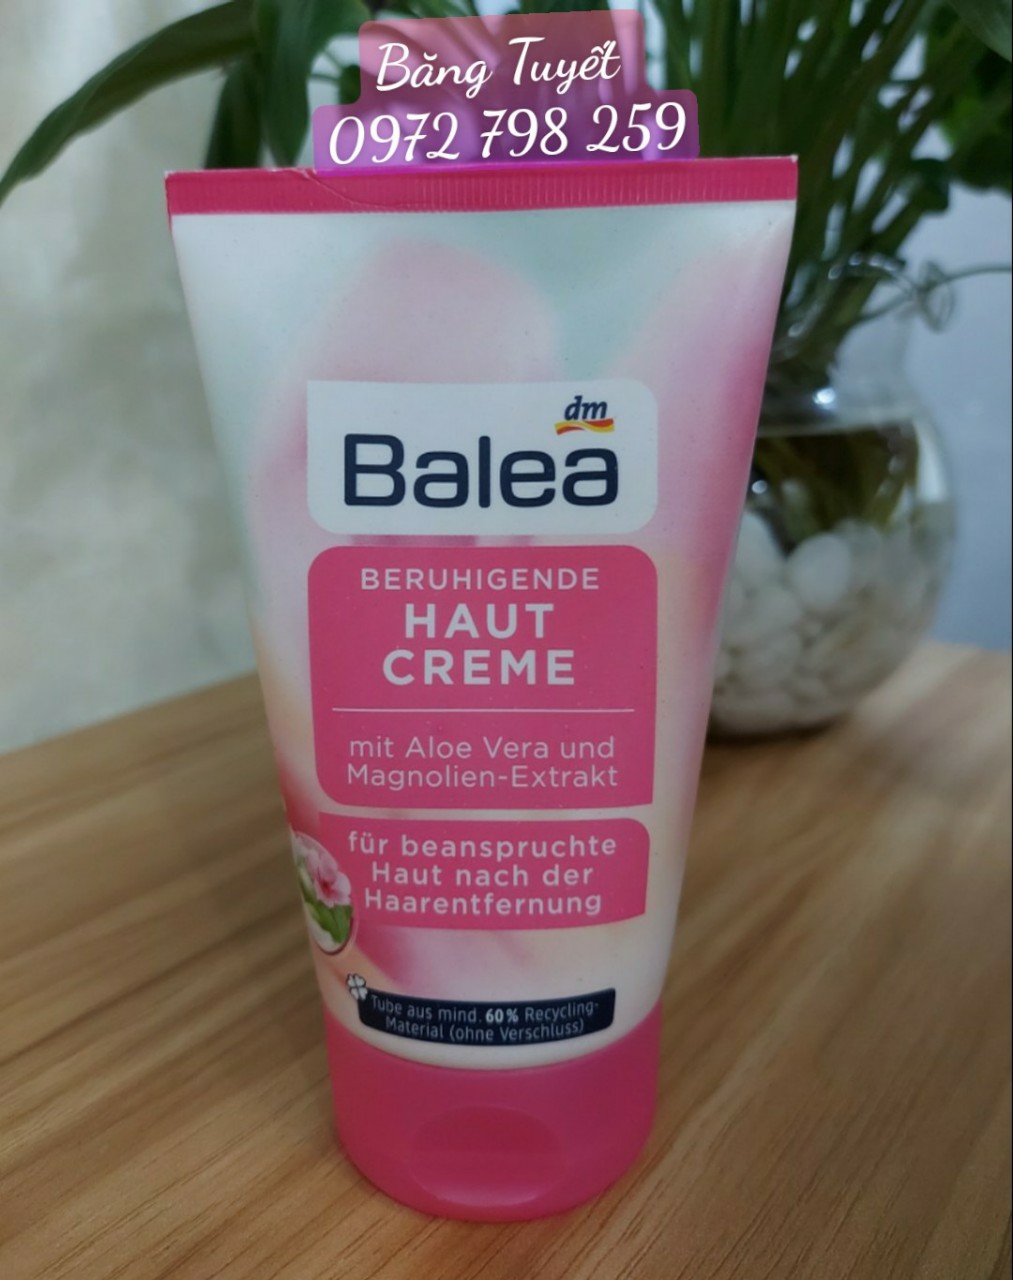 Băng Tuyết
0972 798 259
dm
Balea
BERUHIGENDE
HAUT
CREME
mit Aloe Vera und
Magnolien-Extrakt
für beanspruchte
Haut nach der
Haarentfernung
Tube aus mind. 60% Recycling-
Material (ohne Verschluss)